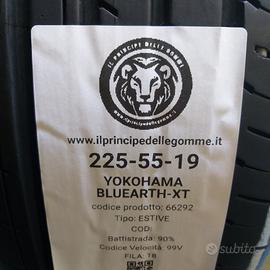 IL PRINCIPE DELLE GOMME
www.ilprincipedellegomme.it
225-55-19
YOKOHAMA
BLUEARTH-XT
codice prodotto: 66292
Tipo: ESTIVE
COD:
Battistrada: 90%
Codice Velocità: 99V
FILA: 18
subito